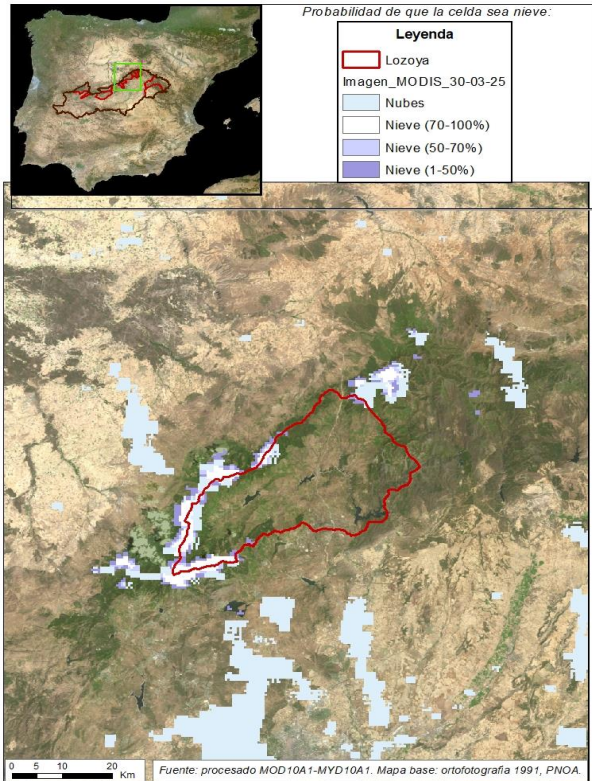 Probabilidad de que la celda sea nieve:
Leyenda
Lozoya
Imagen_MODIS_30-03-25
Nubes
Nieve (70-100%)
Nieve (50-70%)
Nieve (1-50%)
0 5 10 20
Km
Fuente: procesado MOD10A1-MYD10A1. Mapa base: ortofotografia 1991, PNOA.